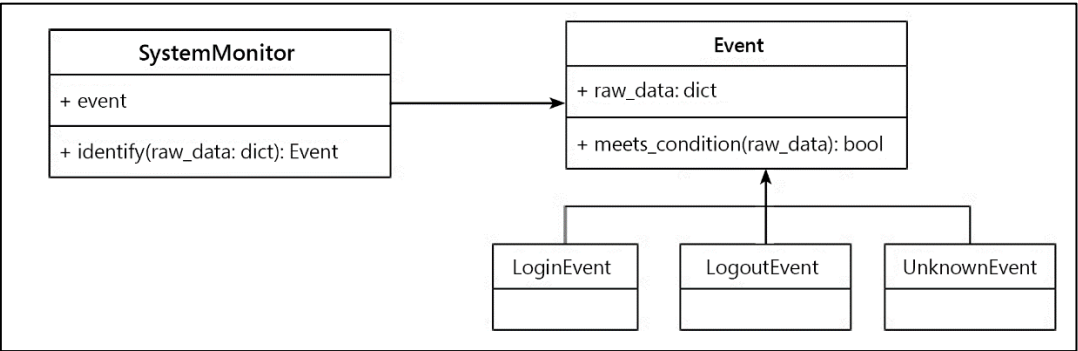 SystemMonitor
+ event
+ identify(raw_data: dict): Event
Event
+ raw_data: dict
+ meets_condition(raw_data): bool
LoginEvent
LogoutEvent
UnknownEvent